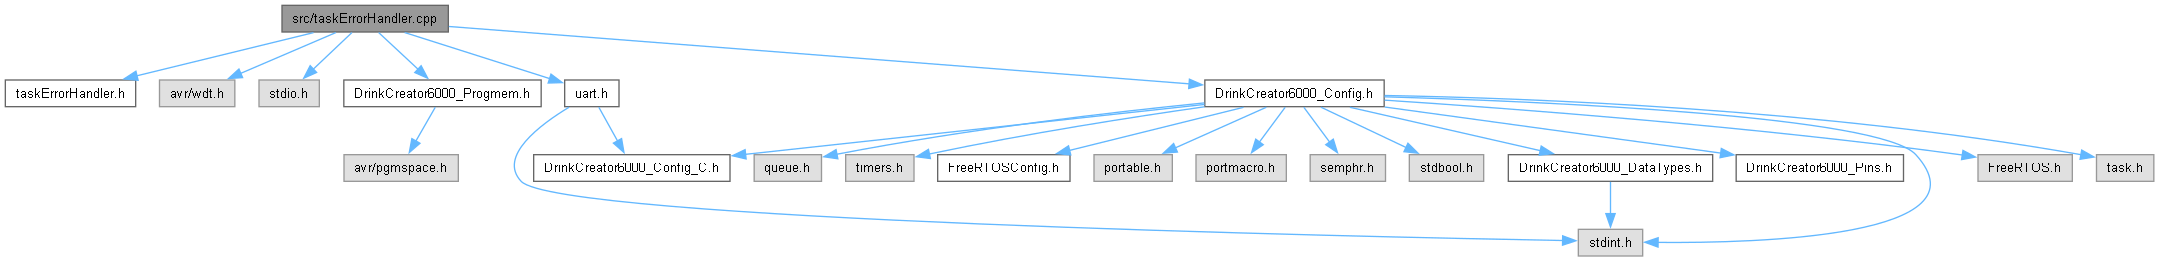 src/taskErrorHandler.cpp
taskErrorHandler.h
avr/wdt.h
stdio.h
DrinkCreator6000_Progmem.h
uart.h
DrinkCreator6000_Config.h
avr/pgmspace.h
DrinkCreator6000_Config_C.h
queue.h
timers.h
FreeRTOSConfig.h
portable.h
portmacro.h
semphr.h
stdbool.h
DrinkCreator6000_DataTypes.h
DrinkCreator6000_Pins.h
FreeRTOS.h
task.h
stdint.h